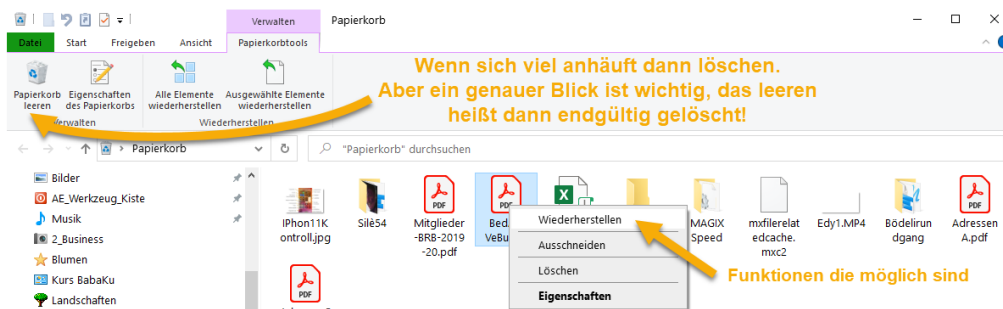 Verwalten
Papierkorb
Datei
Start
Freigeben
Ansicht
Papierkorbtools
Papierkorb leeren
Eigenschaften des Papierkorbs
Alle Elemente wiederherstellen
Ausgewählte Elemente wiederherstellen
Verwalten
Wiederherstellen
Wenn sich viel anhäuft dann löschen.
Aber ein genauer Blick ist wichtig, das leeren
heißt dann endgültig gelöscht!
Papierkorb
"Papierkorb" durchsuchen
Bilder
AE_Werkzeug_Kiste
Musik
2_Business
Blumen
Kurs BabaKu
Landschaften
IPhon11K
ontroll.jpg
Silè54
Mitglieder
-BRB-2019
-20.pdf
MAGIX
Speed
mxfilerelat
edcache.
mxc2
Edy1.MP4
Bödelirun
dgang
Adressen
A.pdf
PDF
PDF
PDF
PDF
Wiederherstellen
Ausschneiden
Löschen
Eigenschaften
Funktionen die möglich sind